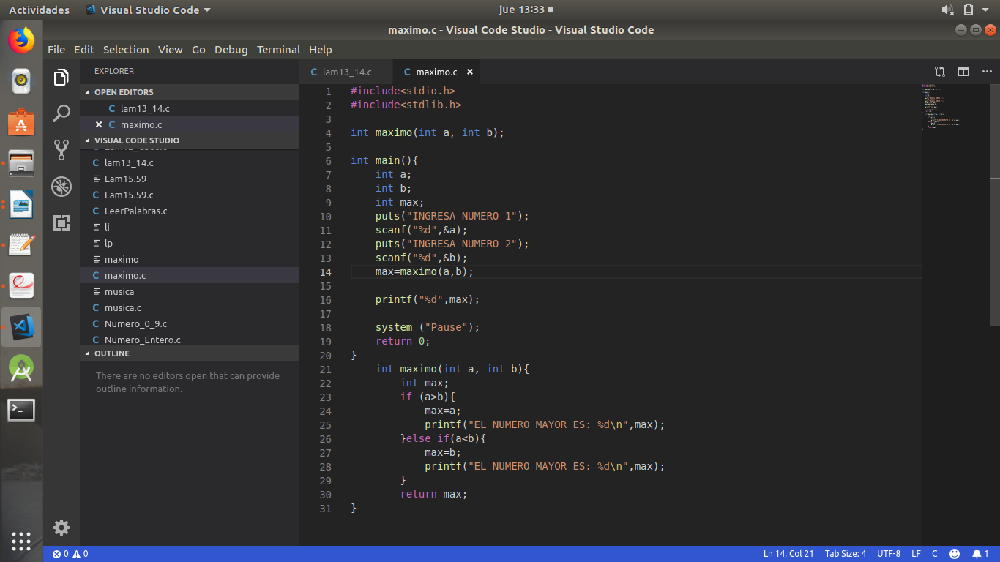 Actividades Visual Studio Code jue 13:33
maximo.c - Visual Code Studio - Visual Studio Code
File Edit Selection View Go Debug Terminal Help
EXPLORER
OPEN EDITORS
C lam13_14.c
C maximo.c
VISUAL CODE STUDIO
C lam13_14.c
Lam15.59
C Lam15.59.c
C LeerPalabras.c
li
lp
maximo
C maximo.c
musica
C musica.c
C Numero_0_9.c
C Numero_Entero.c
OUTLINE
There are no editors open that can provide
outline information.
C lam13_14.c C maximo.c
1 #include<stdio.h>
2 #include<stdlib.h>
3
4 int maximo(int a, int b);
5
6 int main(){
7     int a;
8     int b;
9     int max;
10     puts("INGRESA NUMERO 1");
11     scanf("%d",&a);
12     puts("INGRESA NUMERO 2");
13     scanf("%d",&b);
14     max=maximo(a,b);
15
16     printf("%d",max);
17
18     system ("Pause");
19     return 0;
20 }
21     int maximo(int a, int b){
22         int max;
23         if (a>b){
24             max=a;
25             printf("EL NUMERO MAYOR ES: %d\n",max);
26         }else if(a<b){
27             max=b;
28             printf("EL NUMERO MAYOR ES: %d\n",max);
29         }
30         return max;
31 }
0 0 Ln 14, Col 21 Tab Size: 4 UTF-8 LF C 1